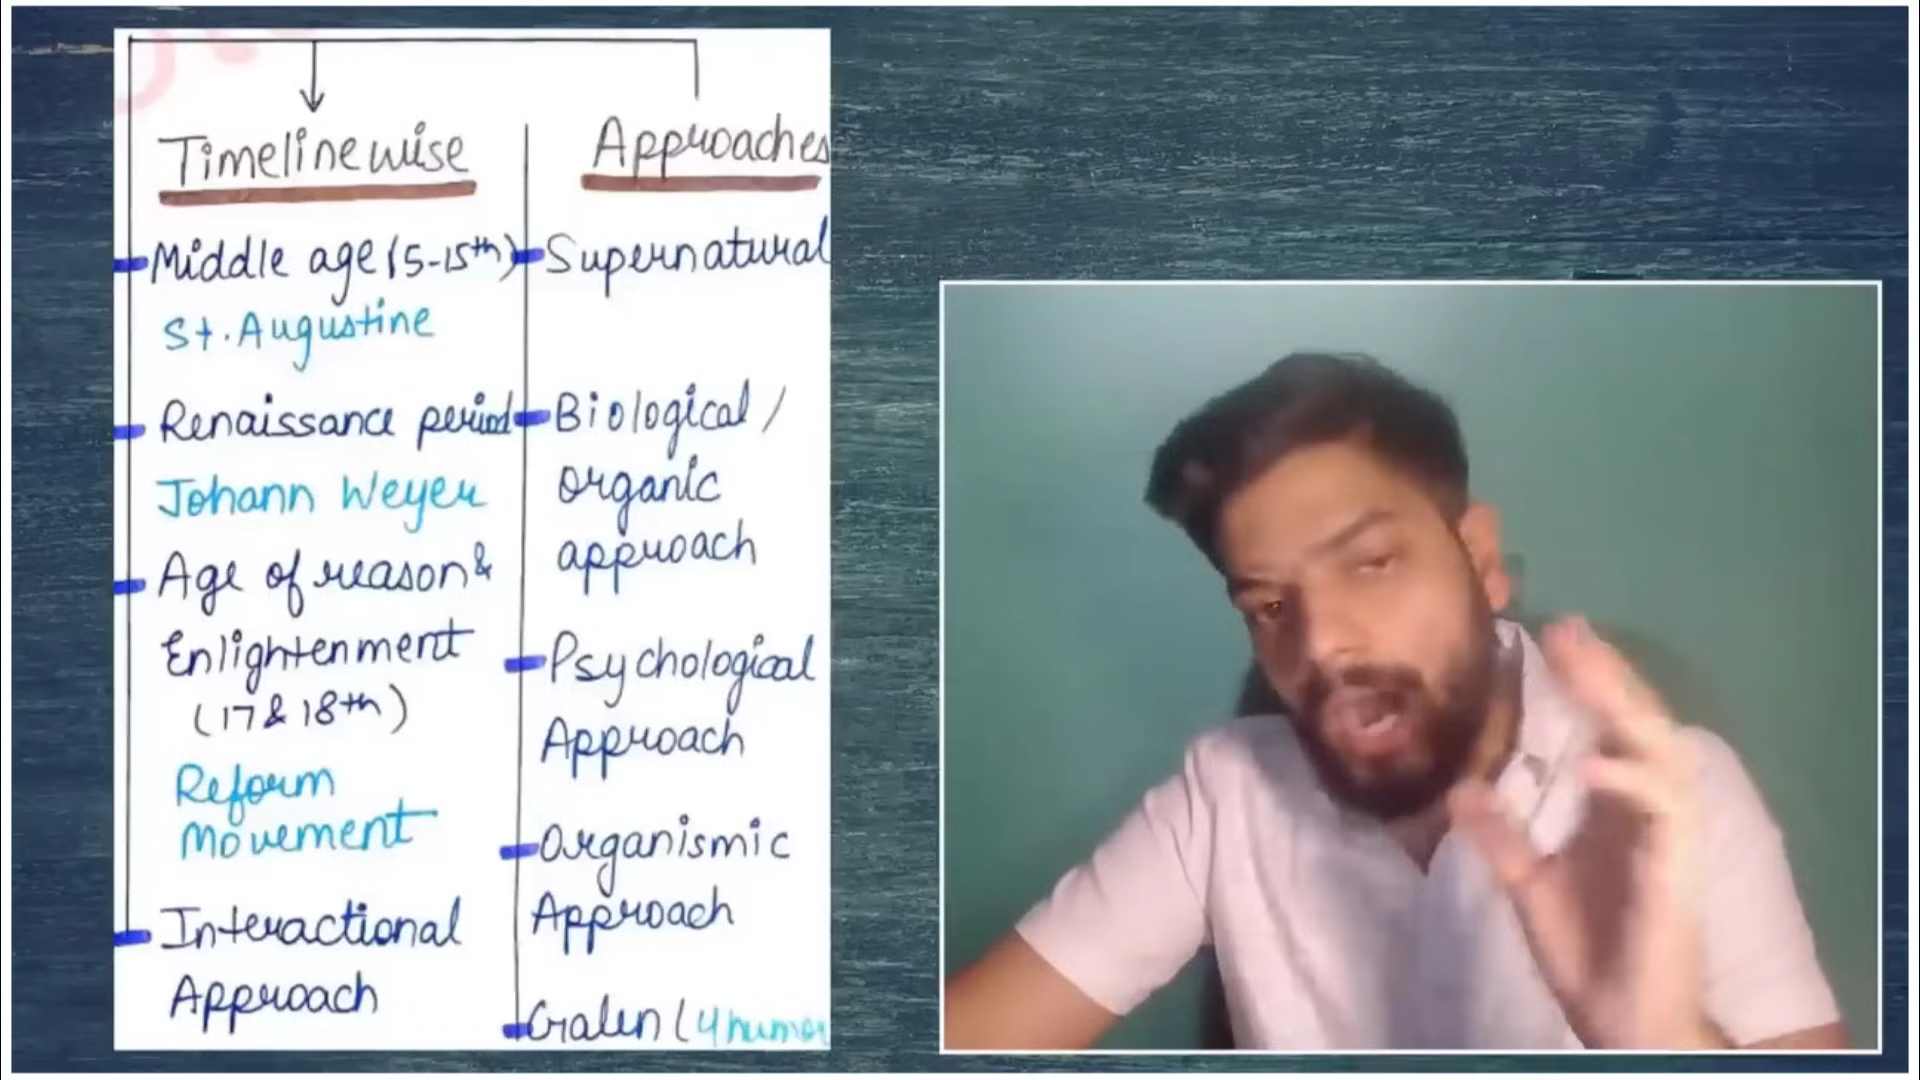 Timelinewise
Middle age (5-15th)
St. Augustine
Renaissance period
Johann Weyer
Age of reason &
Enlightenment
(17 & 18th)
Reform
Movement
Interactional
Approach
Approaches
Supernatural
Biological /
organic
approach
Psychological
Approach
Organismic
Approach
Galen (4 humor